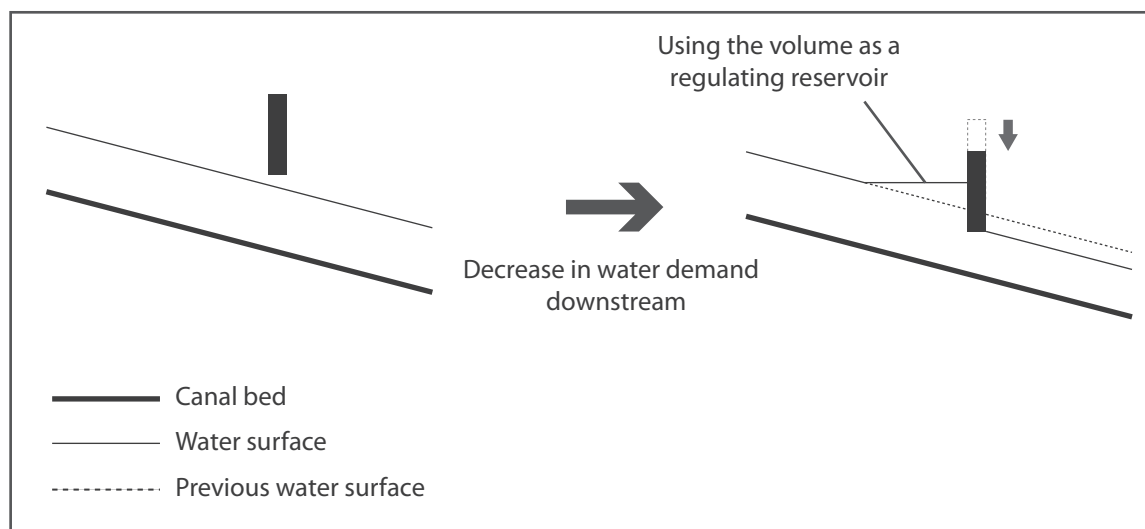 Using the volume as a
regulating reservoir
Decrease in water demand
downstream
Canal bed
Water surface
Previous water surface